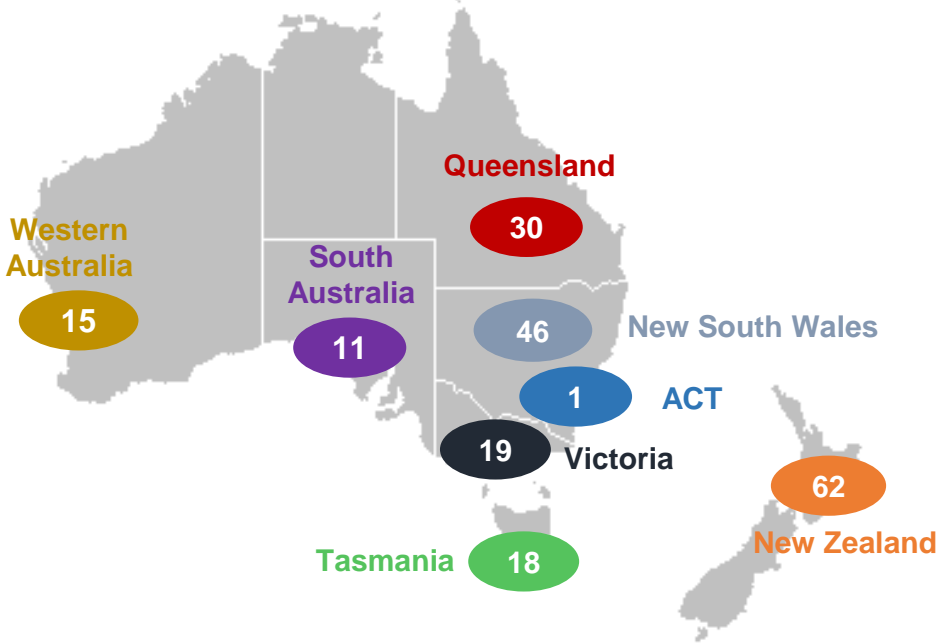 Queensland
30
Western
Australia
15
South
Australia
11
46
New South Wales
1
ACT
19
Victoria
62
New Zealand
Tasmania
18